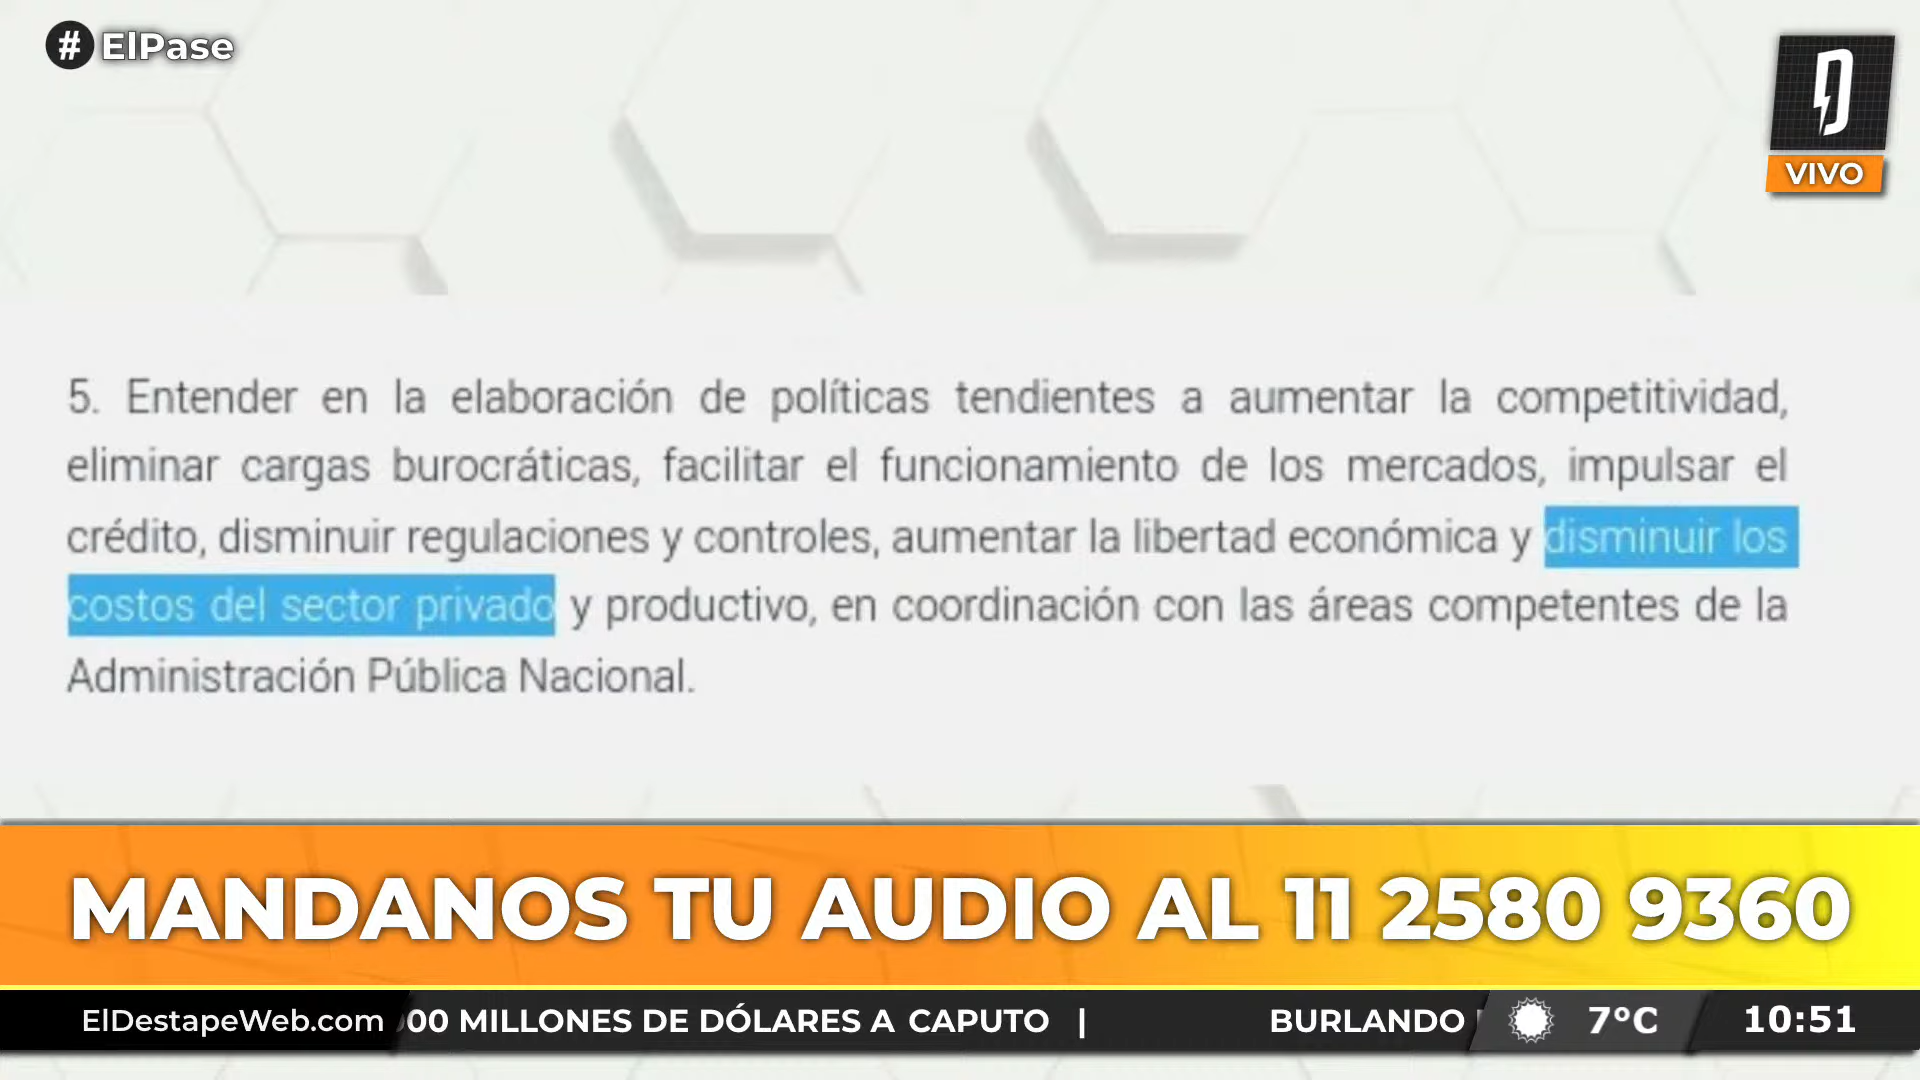 # ElPase
VIVO
5. Entender en la elaboración de políticas tendientes a aumentar la competitividad,
eliminar cargas burocráticas, facilitar el funcionamiento de los mercados, impulsar el
crédito, disminuir regulaciones y controles, aumentar la libertad económica y disminuir los
costos del sector privado y productivo, en coordinación con las áreas competentes de la
Administración Pública Nacional.
MANDANOS TU AUDIO AL 11 2580 9360
ElDestapeWeb.com 00 MILLONES DE DÓLARES A CAPUTO | BURLANDO 7°C 10:51